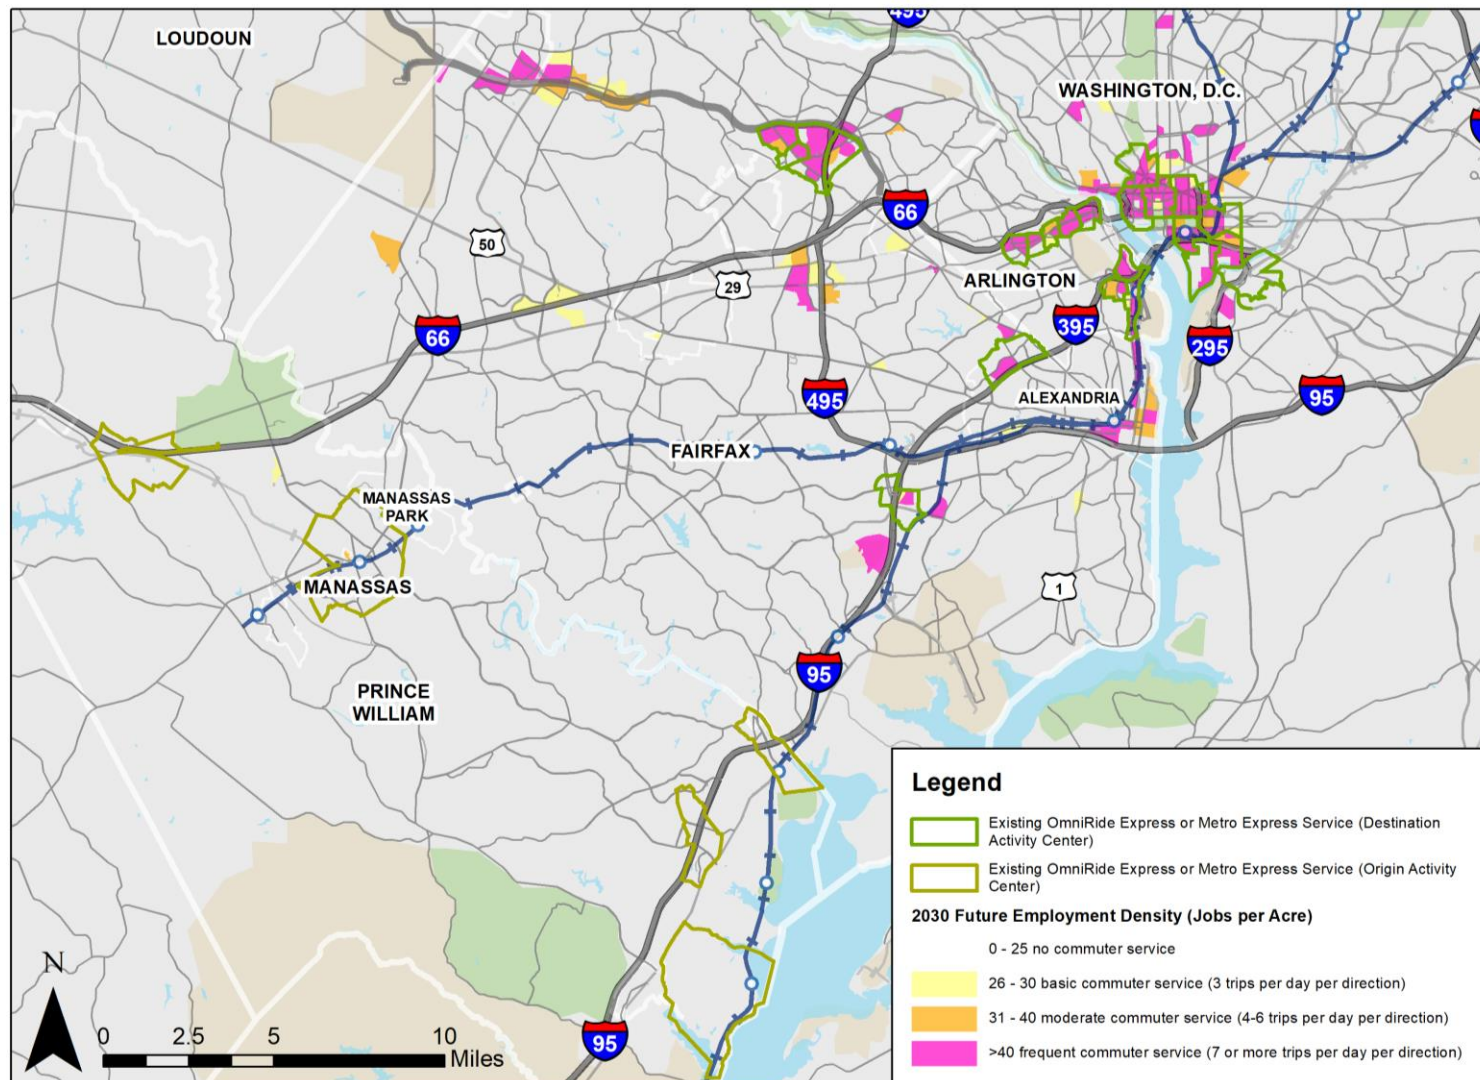 495
LOUDOUN
WASHINGTON, D.C.
66
50
29
ARLINGTON
395
66
295
495
ALEXANDRIA
95
FAIRFAX
MANASSAS
PARK
MANASSAS
1
95
PRINCE
WILLIAM
95
N
0 2.5 5 10
Miles
Legend
Existing OmniRide Express or Metro Express Service (Destination
Activity Center)
Existing OmniRide Express or Metro Express Service (Origin Activity
Center)
2030 Future Employment Density (Jobs per Acre)
0 - 25 no commuter service
26 - 30 basic commuter service (3 trips per day per direction)
31 - 40 moderate commuter service (4-6 trips per day per direction)
>40 frequent commuter service (7 or more trips per day per direction)